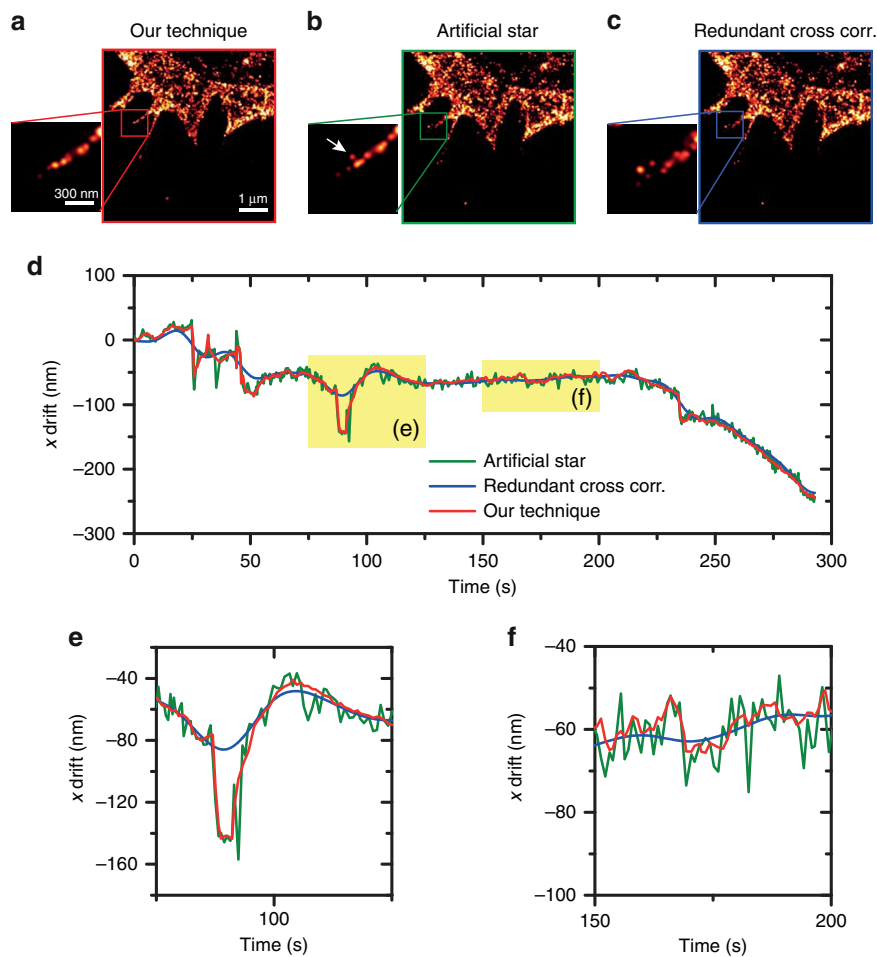 a Our technique
b Artificial star
c Redundant cross corr.
300 nm
1 μm
d
100
0
−100
−200
−300
x drift (nm)
(e)
(f)
Artificial star
Redundant cross corr.
Our technique
0 50 100 150 200 250 300
Time (s)
e
−40
−80
−120
−160
x drift (nm)
100
Time (s)
f
−40
−60
−80
−100
x drift (nm)
150 200
Time (s)